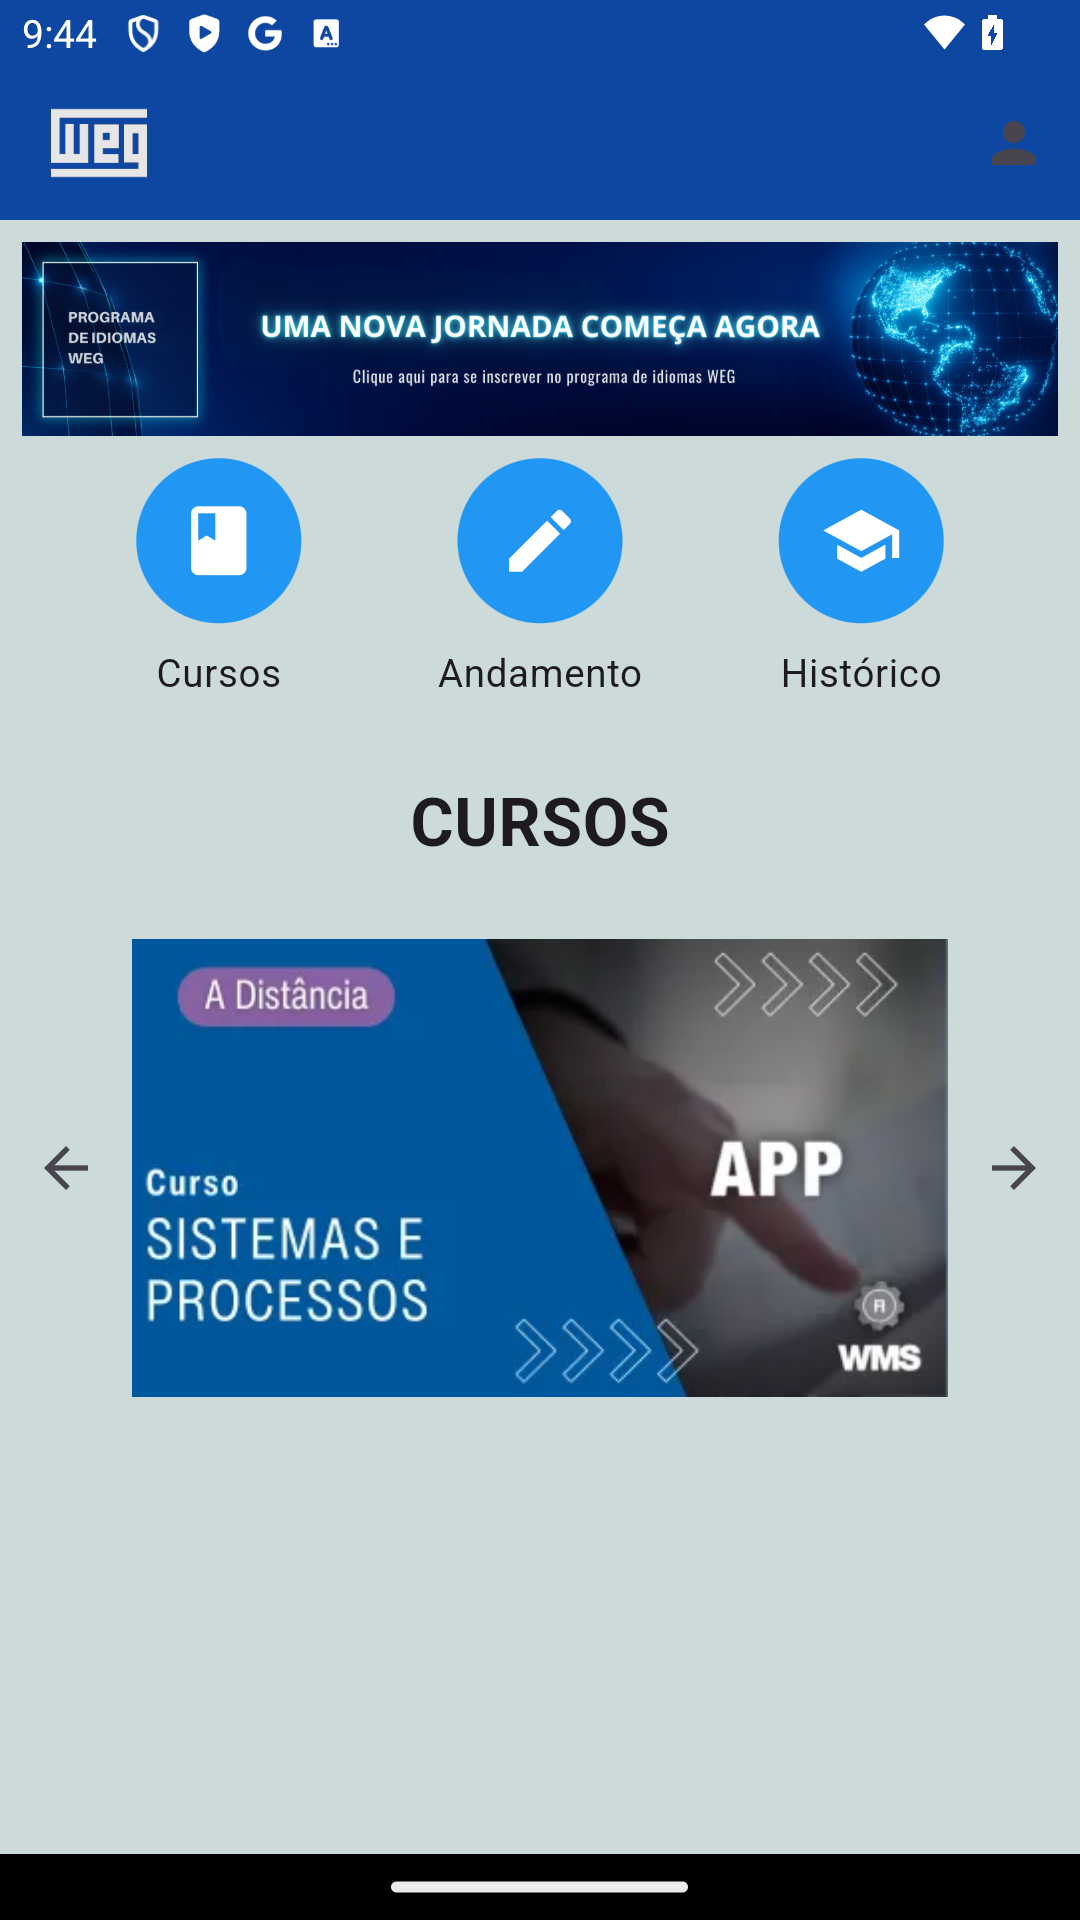 9:44
weg
PROGRAMA
DE IDIOMAS
WEG
UMA NOVA JORNADA COMEÇA AGORA
Clique aqui para se inscrever no programa de idiomas WEG
Cursos
Andamento
Histórico
CURSOS
A Distância
Curso
SISTEMAS E
PROCESSOS
APP
WMS